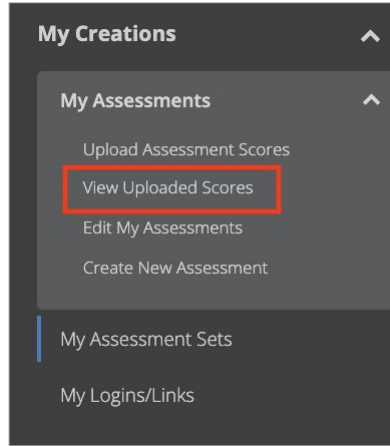 My Creations
My Assessments
Upload Assessment Scores
View Uploaded Scores
Edit My Assessments
Create New Assessment
My Assessment Sets
My Logins/Links